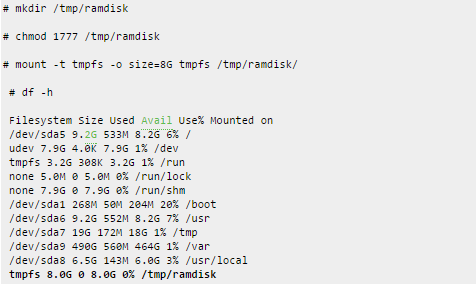 # mkdir /tmp/ramdisk
# chmod 1777 /tmp/ramdisk
# mount -t tmpfs -o size=8G tmpfs /tmp/ramdisk/
# df -h
Filesystem Size Used Avail Use% Mounted on
/dev/sda5 9.2G 533M 8.2G 6% /
udev 7.9G 4.0K 7.9G 1% /dev
tmpfs 3.2G 308K 3.2G 1% /run
none 5.0M 0 5.0M 0% /run/lock
none 7.9G 0 7.9G 0% /run/shm
/dev/sda1 268M 50M 204M 20% /boot
/dev/sda6 9.2G 552M 8.2G 7% /usr
/dev/sda7 19G 172M 18G 1% /tmp
/dev/sda9 490G 560M 464G 1% /var
/dev/sda8 6.5G 143M 6.0G 3% /usr/local
tmpfs 8.0G 0 8.0G 0% /tmp/ramdisk